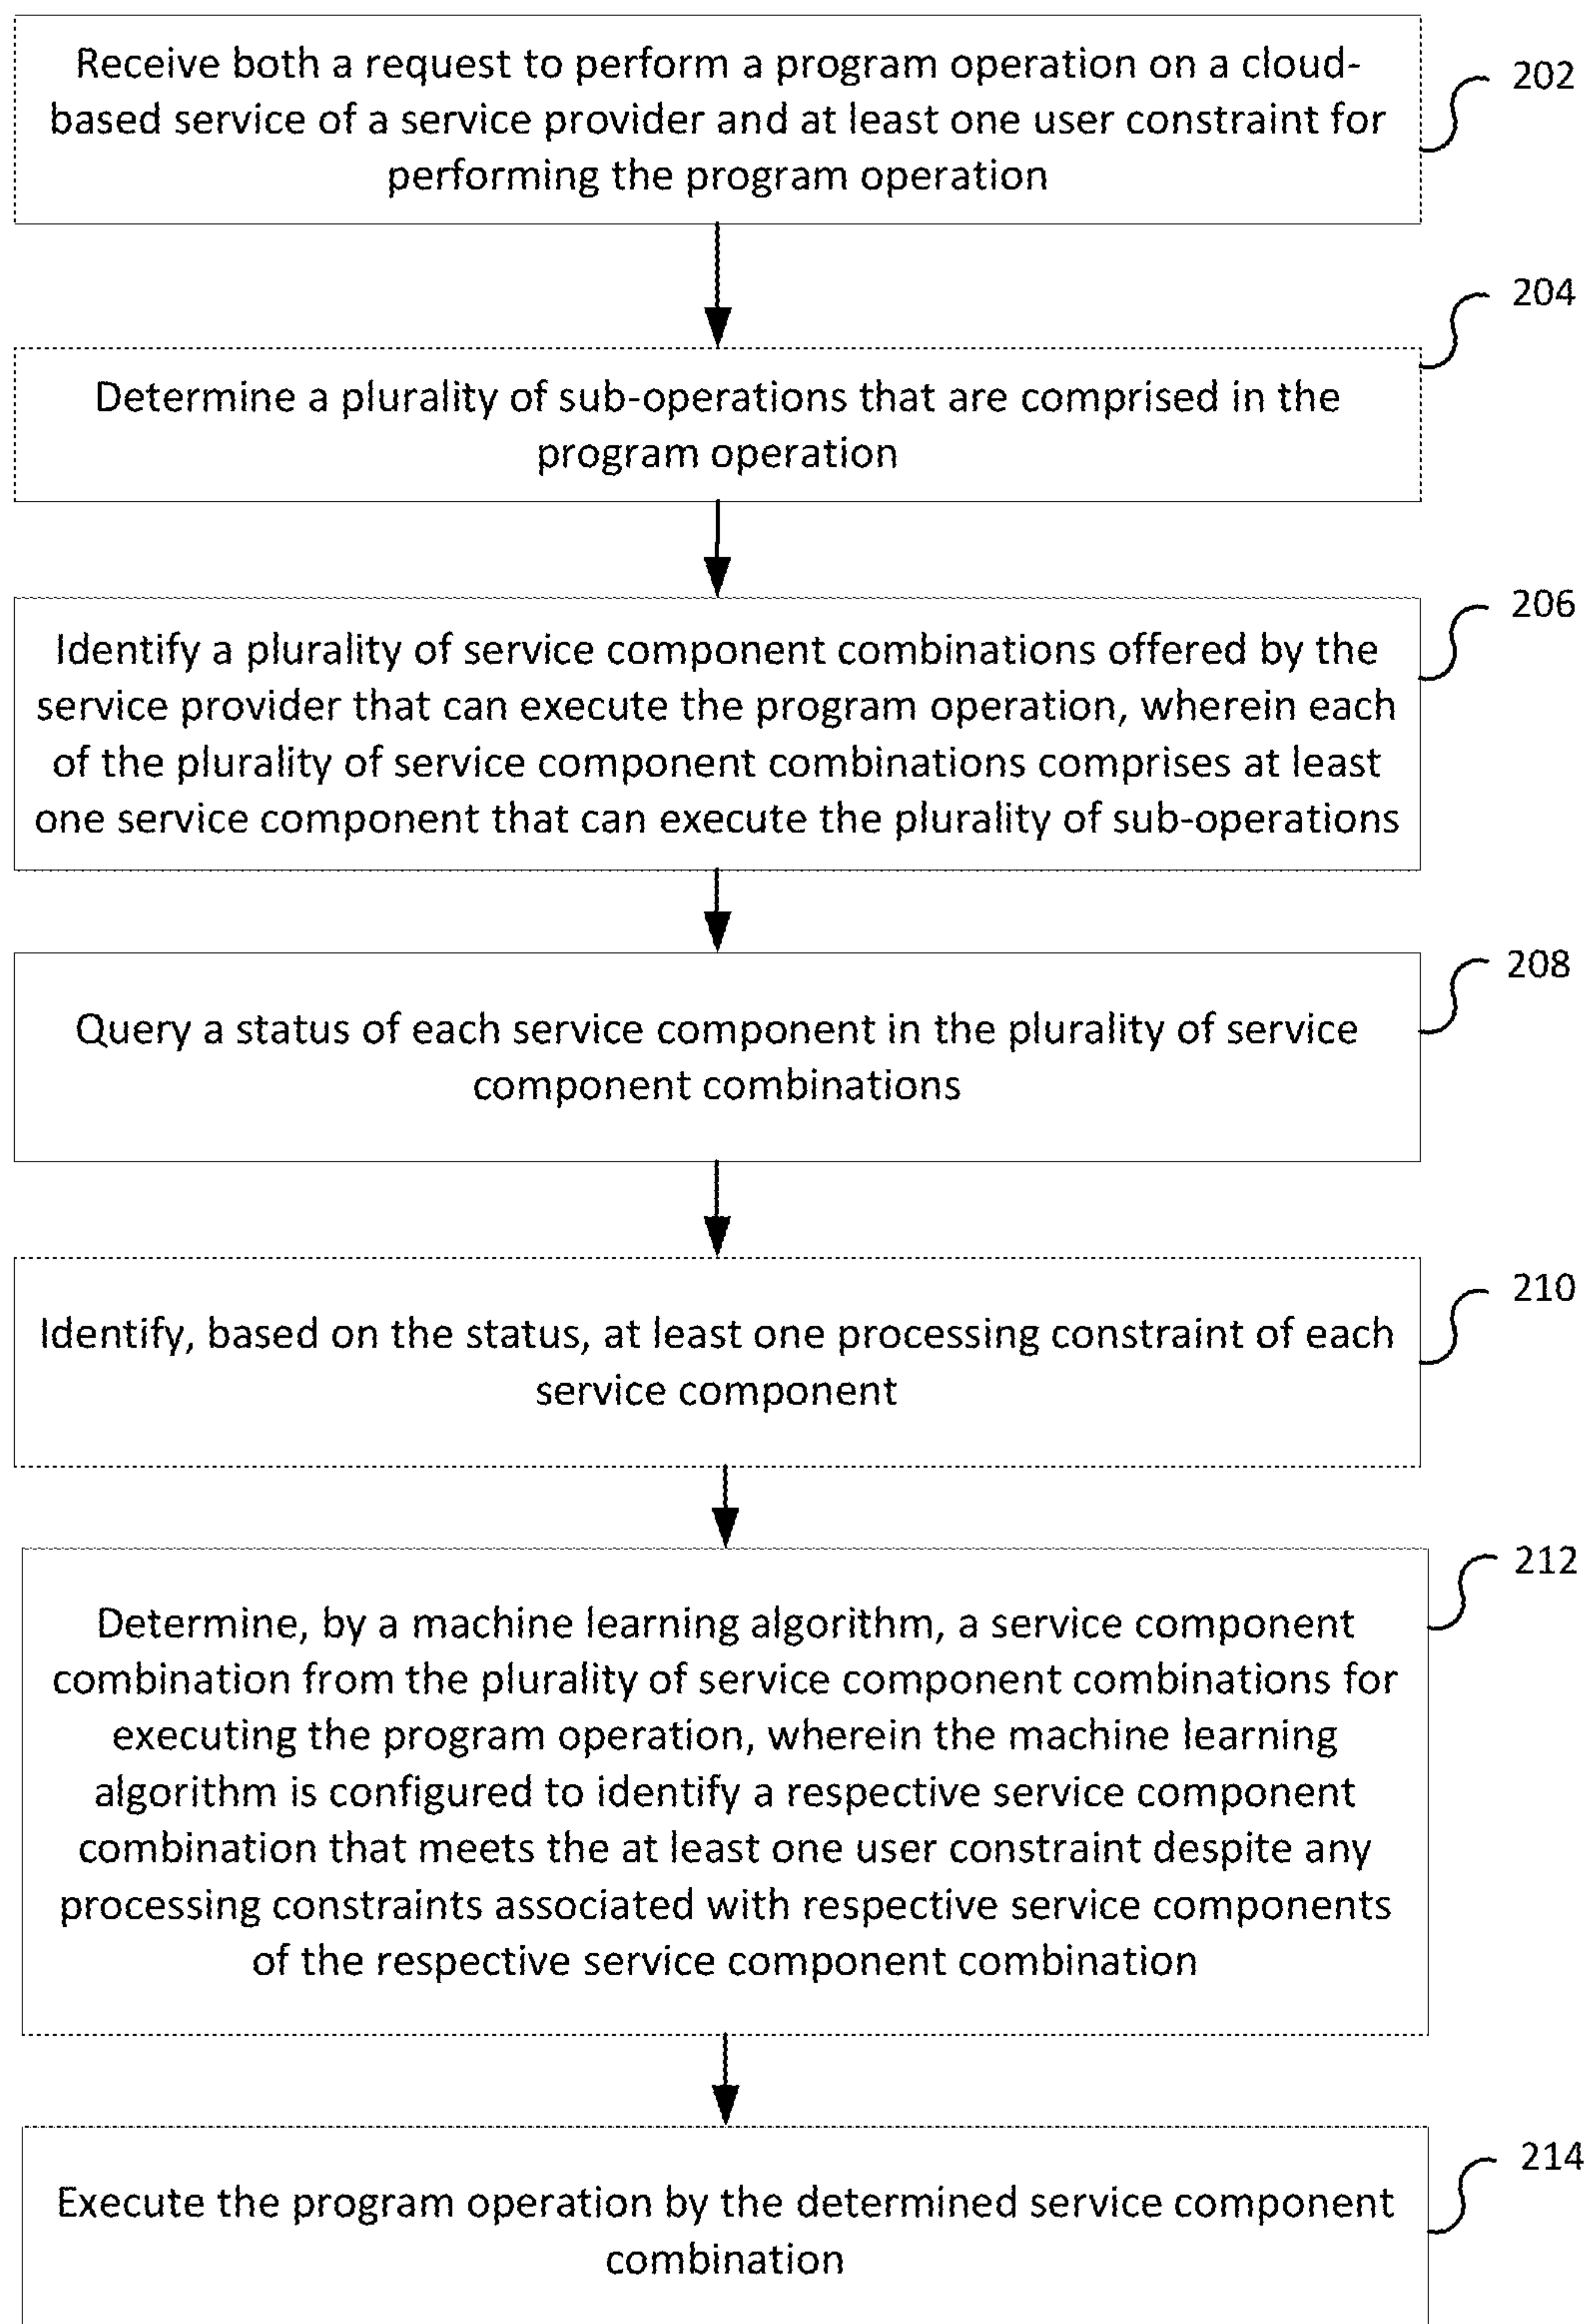 Receive both a request to perform a program operation on a cloud-
based service of a service provider and at least one user constraint for
performing the program operation
202
Determine a plurality of sub-operations that are comprised in the
program operation
204
Identify a plurality of service component combinations offered by the
service provider that can execute the program operation, wherein each
of the plurality of service component combinations comprises at least
one service component that can execute the plurality of sub-operations
206
Query a status of each service component in the plurality of service
component combinations
208
Identify, based on the status, at least one processing constraint of each
service component
210
Determine, by a machine learning algorithm, a service component
combination from the plurality of service component combinations for
executing the program operation, wherein the machine learning
algorithm is configured to identify a respective service component
combination that meets the at least one user constraint despite any
processing constraints associated with respective service components
of the respective service component combination
212
Execute the program operation by the determined service component
combination
214